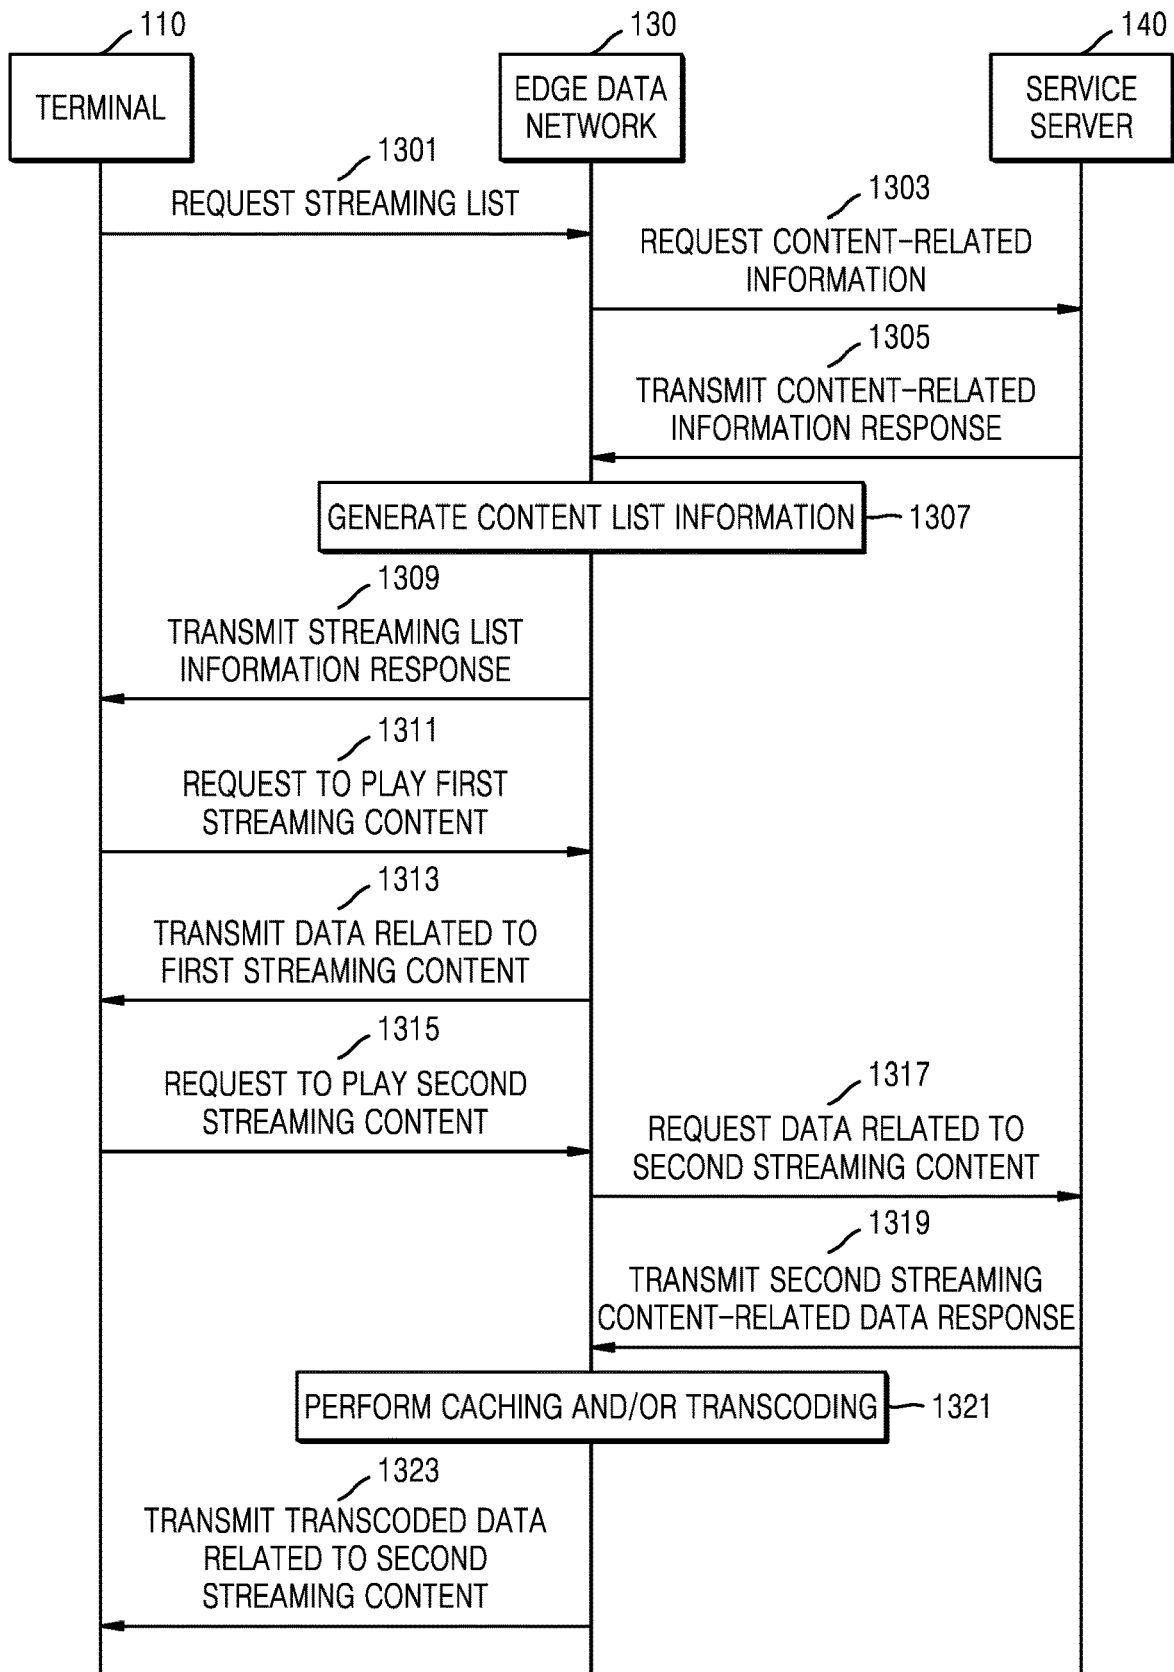 110
130
140
TERMINAL
EDGE DATA
NETWORK
SERVICE
SERVER
1301
REQUEST STREAMING LIST
1303
REQUEST CONTENT-RELATED
INFORMATION
1305
TRANSMIT CONTENT-RELATED
INFORMATION RESPONSE
GENERATE CONTENT LIST INFORMATION
1307
1309
TRANSMIT STREAMING LIST
INFORMATION RESPONSE
1311
REQUEST TO PLAY FIRST
STREAMING CONTENT
1313
TRANSMIT DATA RELATED TO
FIRST STREAMING CONTENT
1315
REQUEST TO PLAY SECOND
STREAMING CONTENT
1317
REQUEST DATA RELATED TO
SECOND STREAMING CONTENT
1319
TRANSMIT SECOND STREAMING
CONTENT-RELATED DATA RESPONSE
PERFORM CACHING AND/OR TRANSCODING
1321
1323
TRANSMIT TRANSCODED DATA
RELATED TO SECOND
STREAMING CONTENT